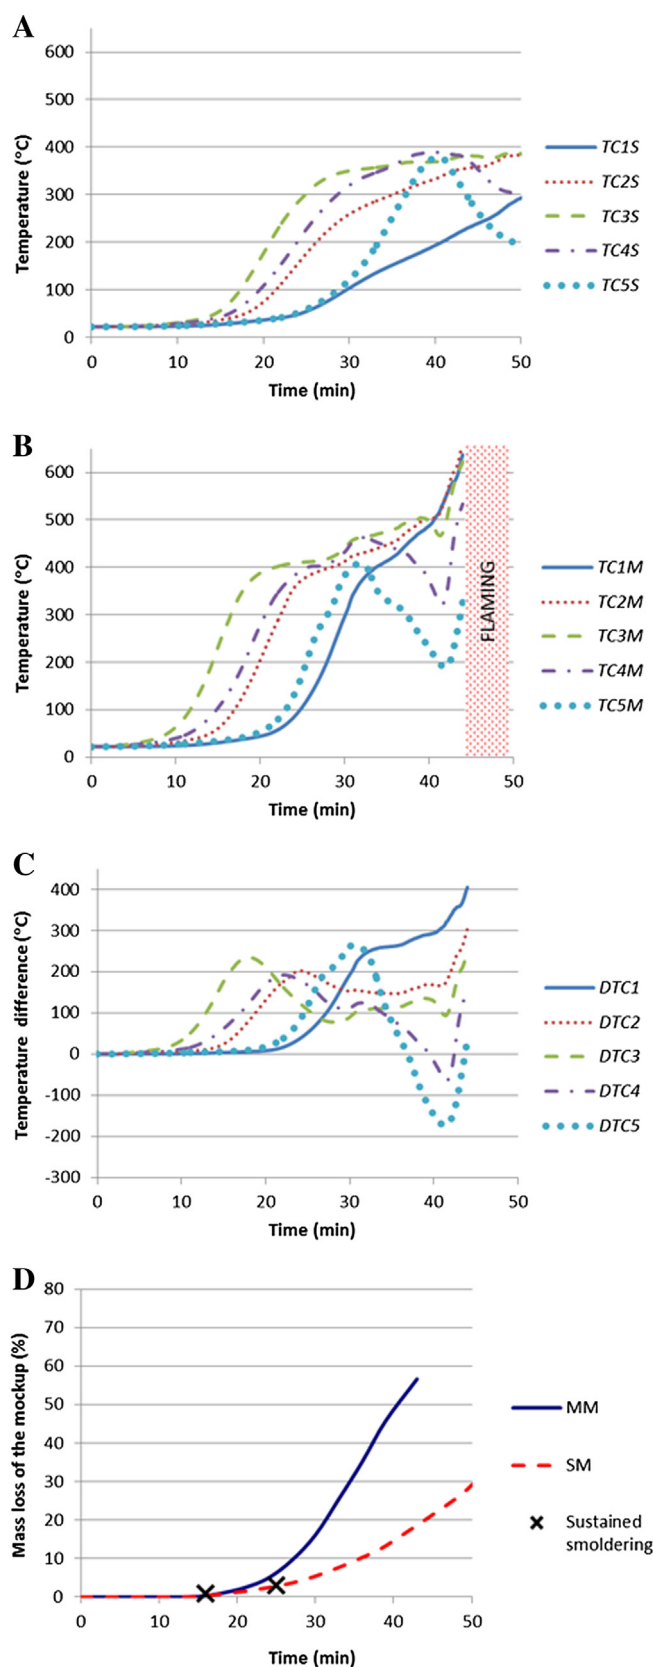 A
Temperature (°C)
600
500
400
300
200
100
0
0 10 20 30 40 50
Time (min)
TC1S
TC2S
TC3S
TC4S
TC5S
B
Temperature (°C)
600
500
400
300
200
100
0
0 10 20 30 40 50
Time (min)
FLAMING
TC1M
TC2M
TC3M
TC4M
TC5M
C
Temperature difference (°C)
400
300
200
100
0
-100
-200
-300
0 10 20 30 40 50
Time (min)
DTC1
DTC2
DTC3
DTC4
DTC5
D
Mass loss of the mockup (%)
80
70
60
50
40
30
20
10
0
0 10 20 30 40 50
Time (min)
MM
SM
Sustained
smoldering